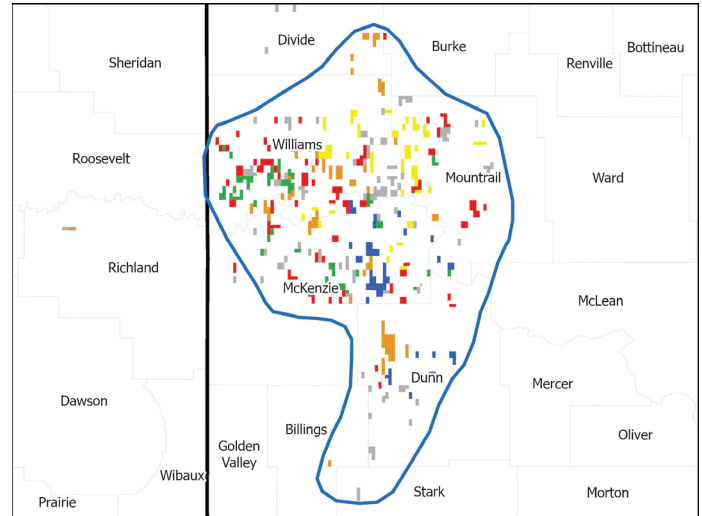 Divide
Burke
Bottineau
Sheridan
Renville
Williams
Roosevelt
Mountrail
Ward
Richland
McKenzie
McLean
Dunn
Mercer
Dawson
Billings
Oliver
Golden
Valley
Wibaux
Stark
Morton
Prairie